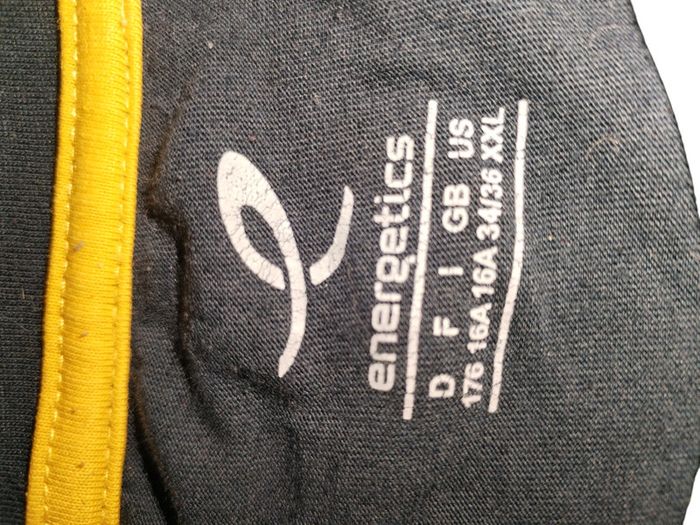 energetics
D F I GB US
176 16A 16A 34/36 XXL